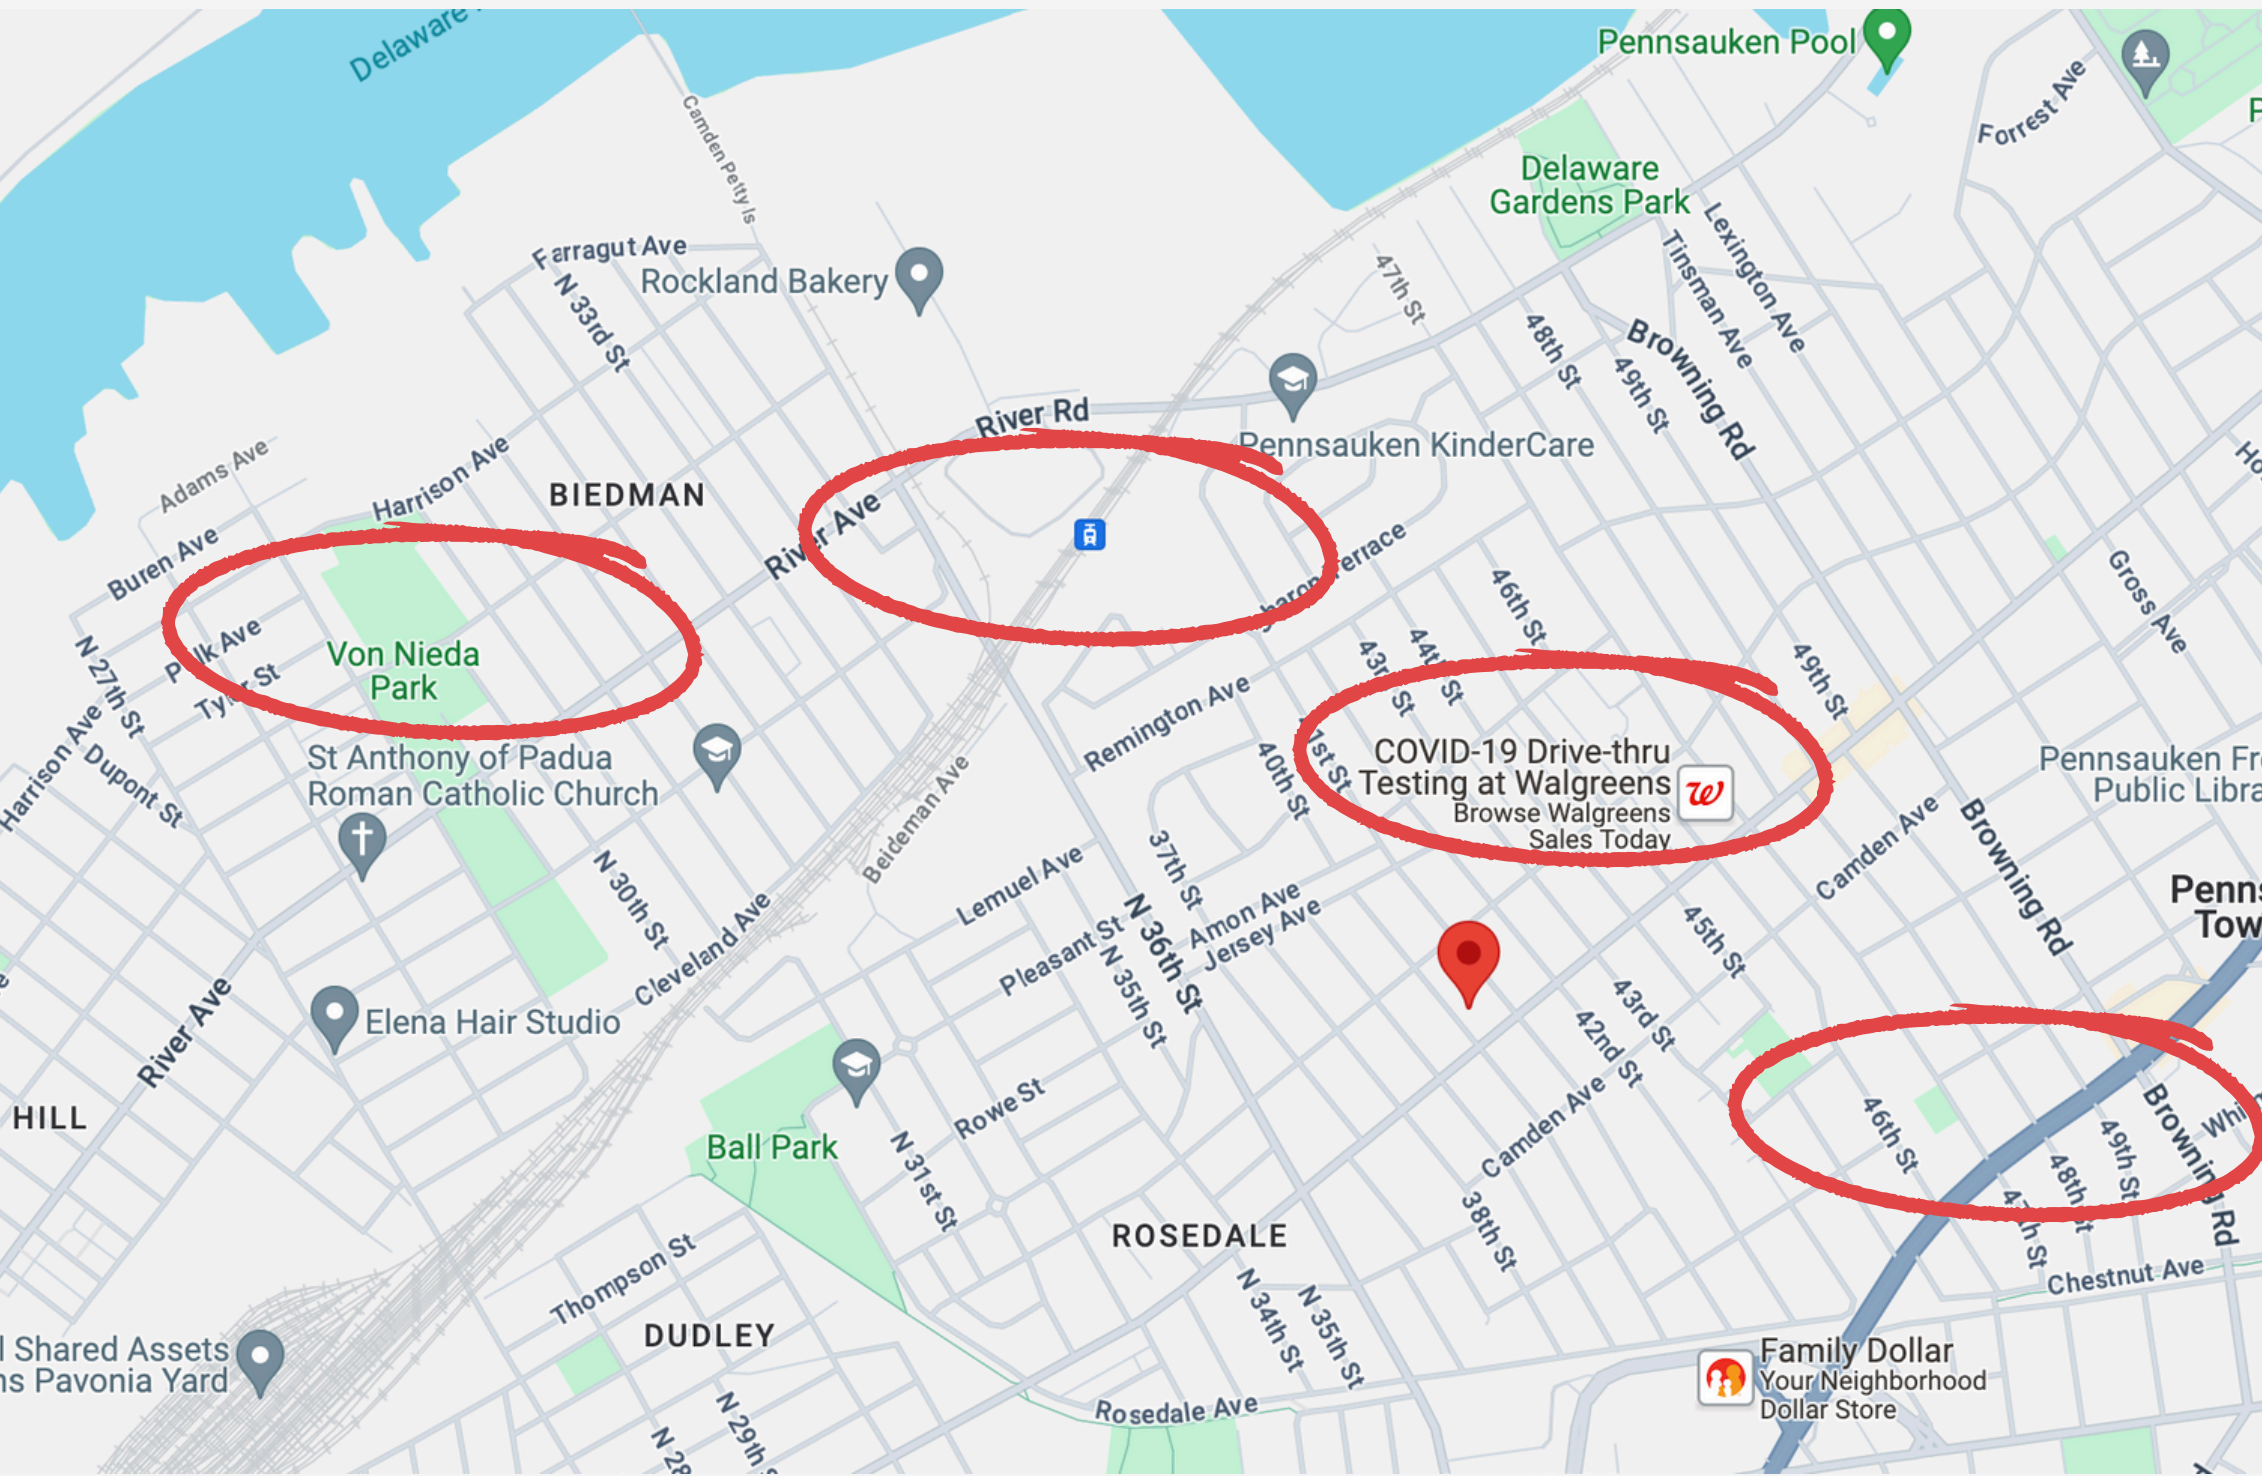 Delaware
Pennsauken Pool
Forrest Ave
Camden Petty Is
Delaware
Gardens Park
Lexington Ave
Tinsman Ave
Farragut Ave
Rockland Bakery
N 33rd St
47th St
48th St
49th St
Browning Rd
River Rd
Pennsauken KinderCare
Adams Ave
Harrison Ave
BIEDMAN
River Ave
Buren Ave
46th St
Gross Ave
Von Nieda
Park
Tyler St
N 27th St
Harrison Ave
Dupont St
Remington Ave
43rd St
44th St
49th St
40th St
COVID-19 Drive-thru
Testing at Walgreens
Browse Walgreens
Sales Today
Pennsauken
Public
St Anthony of Padua
Roman Catholic Church
Beideman Ave
Camden Ave
Browning Rd
37th St
Lemuel Ave
N 30th St
Cleveland Ave
Amon Ave
Jersey Ave
Pleasant St
N 36th St
N 35th St
45th St
Elena Hair Studio
River Ave
43rd St
42nd St
Camden Ave
HILL
Ball Park
Rowe St
N 31st St
46th St
49th St
48th St
47th St
Browning Rd
38th St
ROSEDALE
Thompson St
N 34th St
N 35th St
Chestnut Ave
DUDLEY
Shared Assets
Pavonia Yard
Family Dollar
Your Neighborhood
Dollar Store
Rosedale Ave
N 29th
N 28